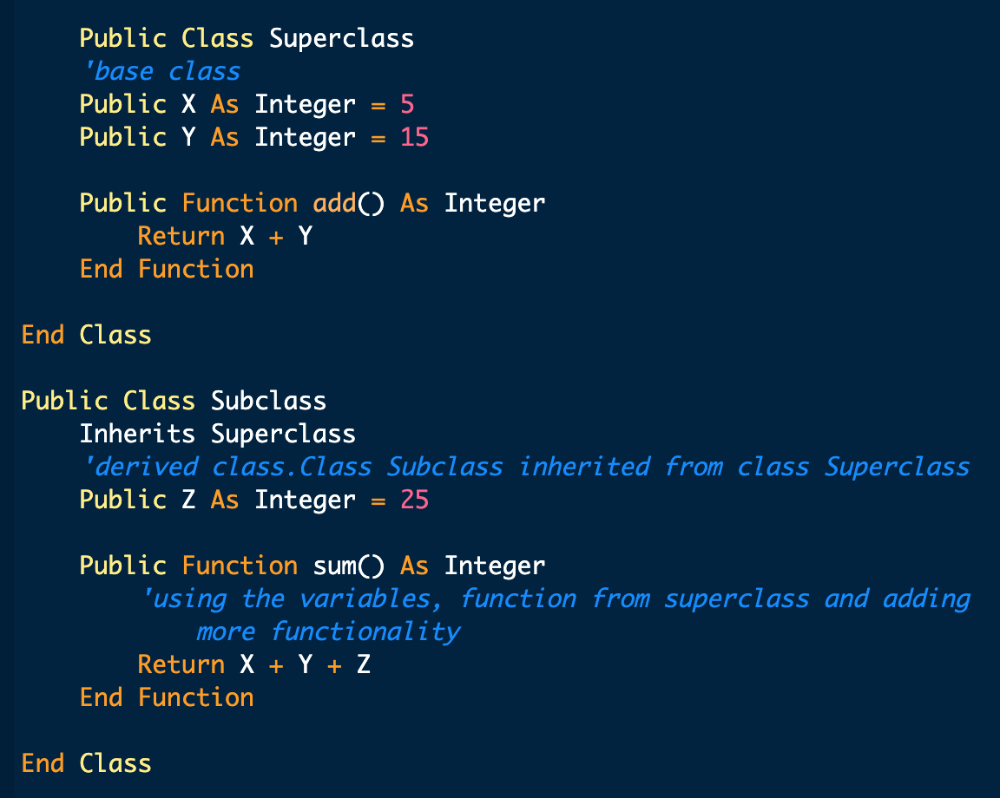 Public Class Superclass
'base class
Public X As Integer = 5
Public Y As Integer = 15
Public Function add() As Integer
Return X + Y
End Function
End Class
Public Class Subclass
Inherits Superclass
'derived class.Class Subclass inherited from class Superclass
Public Z As Integer = 25
Public Function sum() As Integer
'using the variables, function from superclass and adding
more functionality
Return X + Y + Z
End Function
End Class